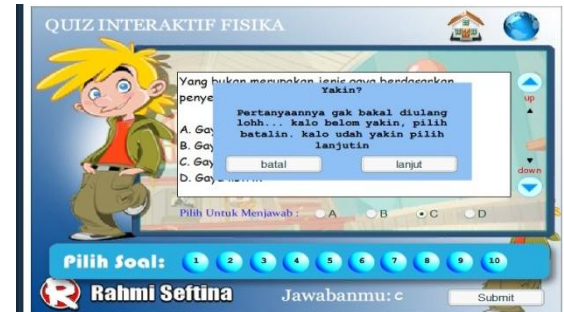 QUIZ INTERAKTIF FISIKA
Yang bukan merupakan jenis gaya berdasarkan
penye
Yakin?
Pertanyaannya gak bakal diulang
lohh... kalo belom yakin, pilih
batalin. kalo udah yakin pilih
lanjutin
batal lanjut
A. Gay
B. Gay
C. Gay
D. Gaya
up
down
Pilih Untuk Menjawab : A B C D
Pilih Soal: 1 2 3 4 5 6 7 8 9 10
Rahmi Seftina
Jawabanmu: c
Submit